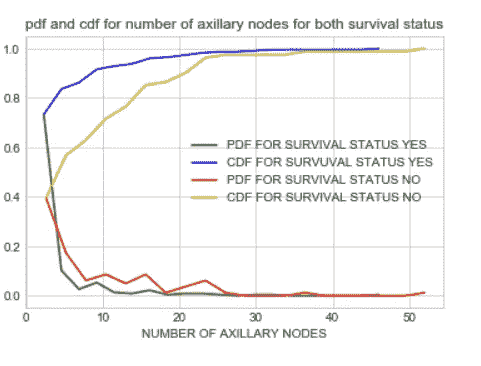 pdf and cdf for number of axillary nodes for both survival status
1.0
0.8
0.6
0.4
0.2
0.0
PDF FOR SURVIVAL STATUS YES
CDF FOR SURVUVAL STATUS YES
PDF FOR SURVIVAL STATUS NO
CDF FOR SURVIVAL STATUS NO
0 10 20 30 40 50
NUMBER OF AXILLARY NODES